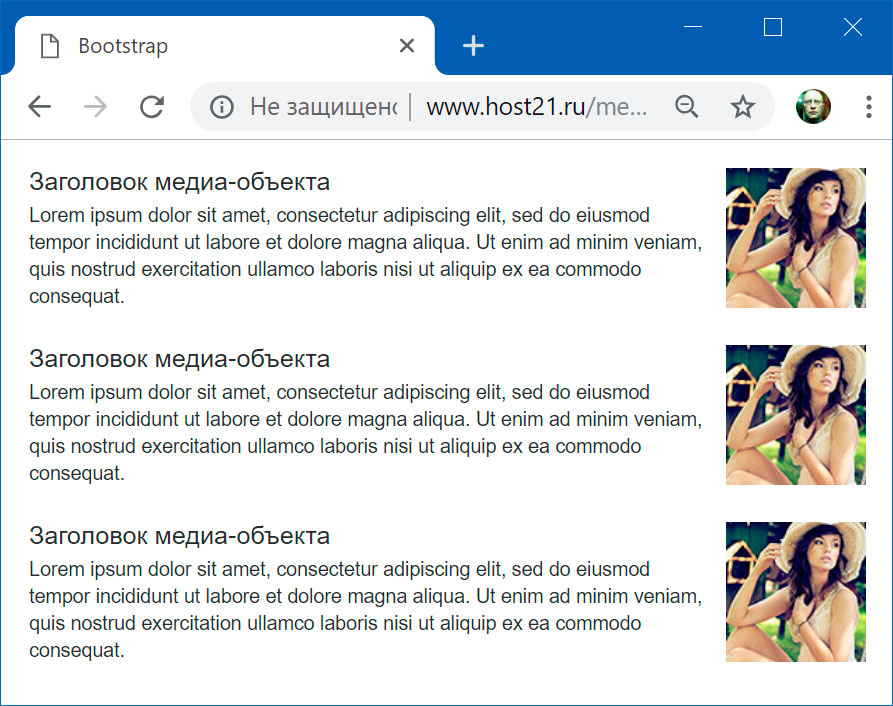 Bootstrap
Не защищено www.host21.ru/me...
Заголовок медиа-объекта
Lorem ipsum dolor sit amet, consectetur adipiscing elit, sed do eiusmod
tempor incididunt ut labore et dolore magna aliqua. Ut enim ad minim veniam,
quis nostrud exercitation ullamco laboris nisi ut aliquip ex ea commodo
consequat.
Заголовок медиа-объекта
Lorem ipsum dolor sit amet, consectetur adipiscing elit, sed do eiusmod
tempor incididunt ut labore et dolore magna aliqua. Ut enim ad minim veniam,
quis nostrud exercitation ullamco laboris nisi ut aliquip ex ea commodo
consequat.
Заголовок медиа-объекта
Lorem ipsum dolor sit amet, consectetur adipiscing elit, sed do eiusmod
tempor incididunt ut labore et dolore magna aliqua. Ut enim ad minim veniam,
quis nostrud exercitation ullamco laboris nisi ut aliquip ex ea commodo
consequat.